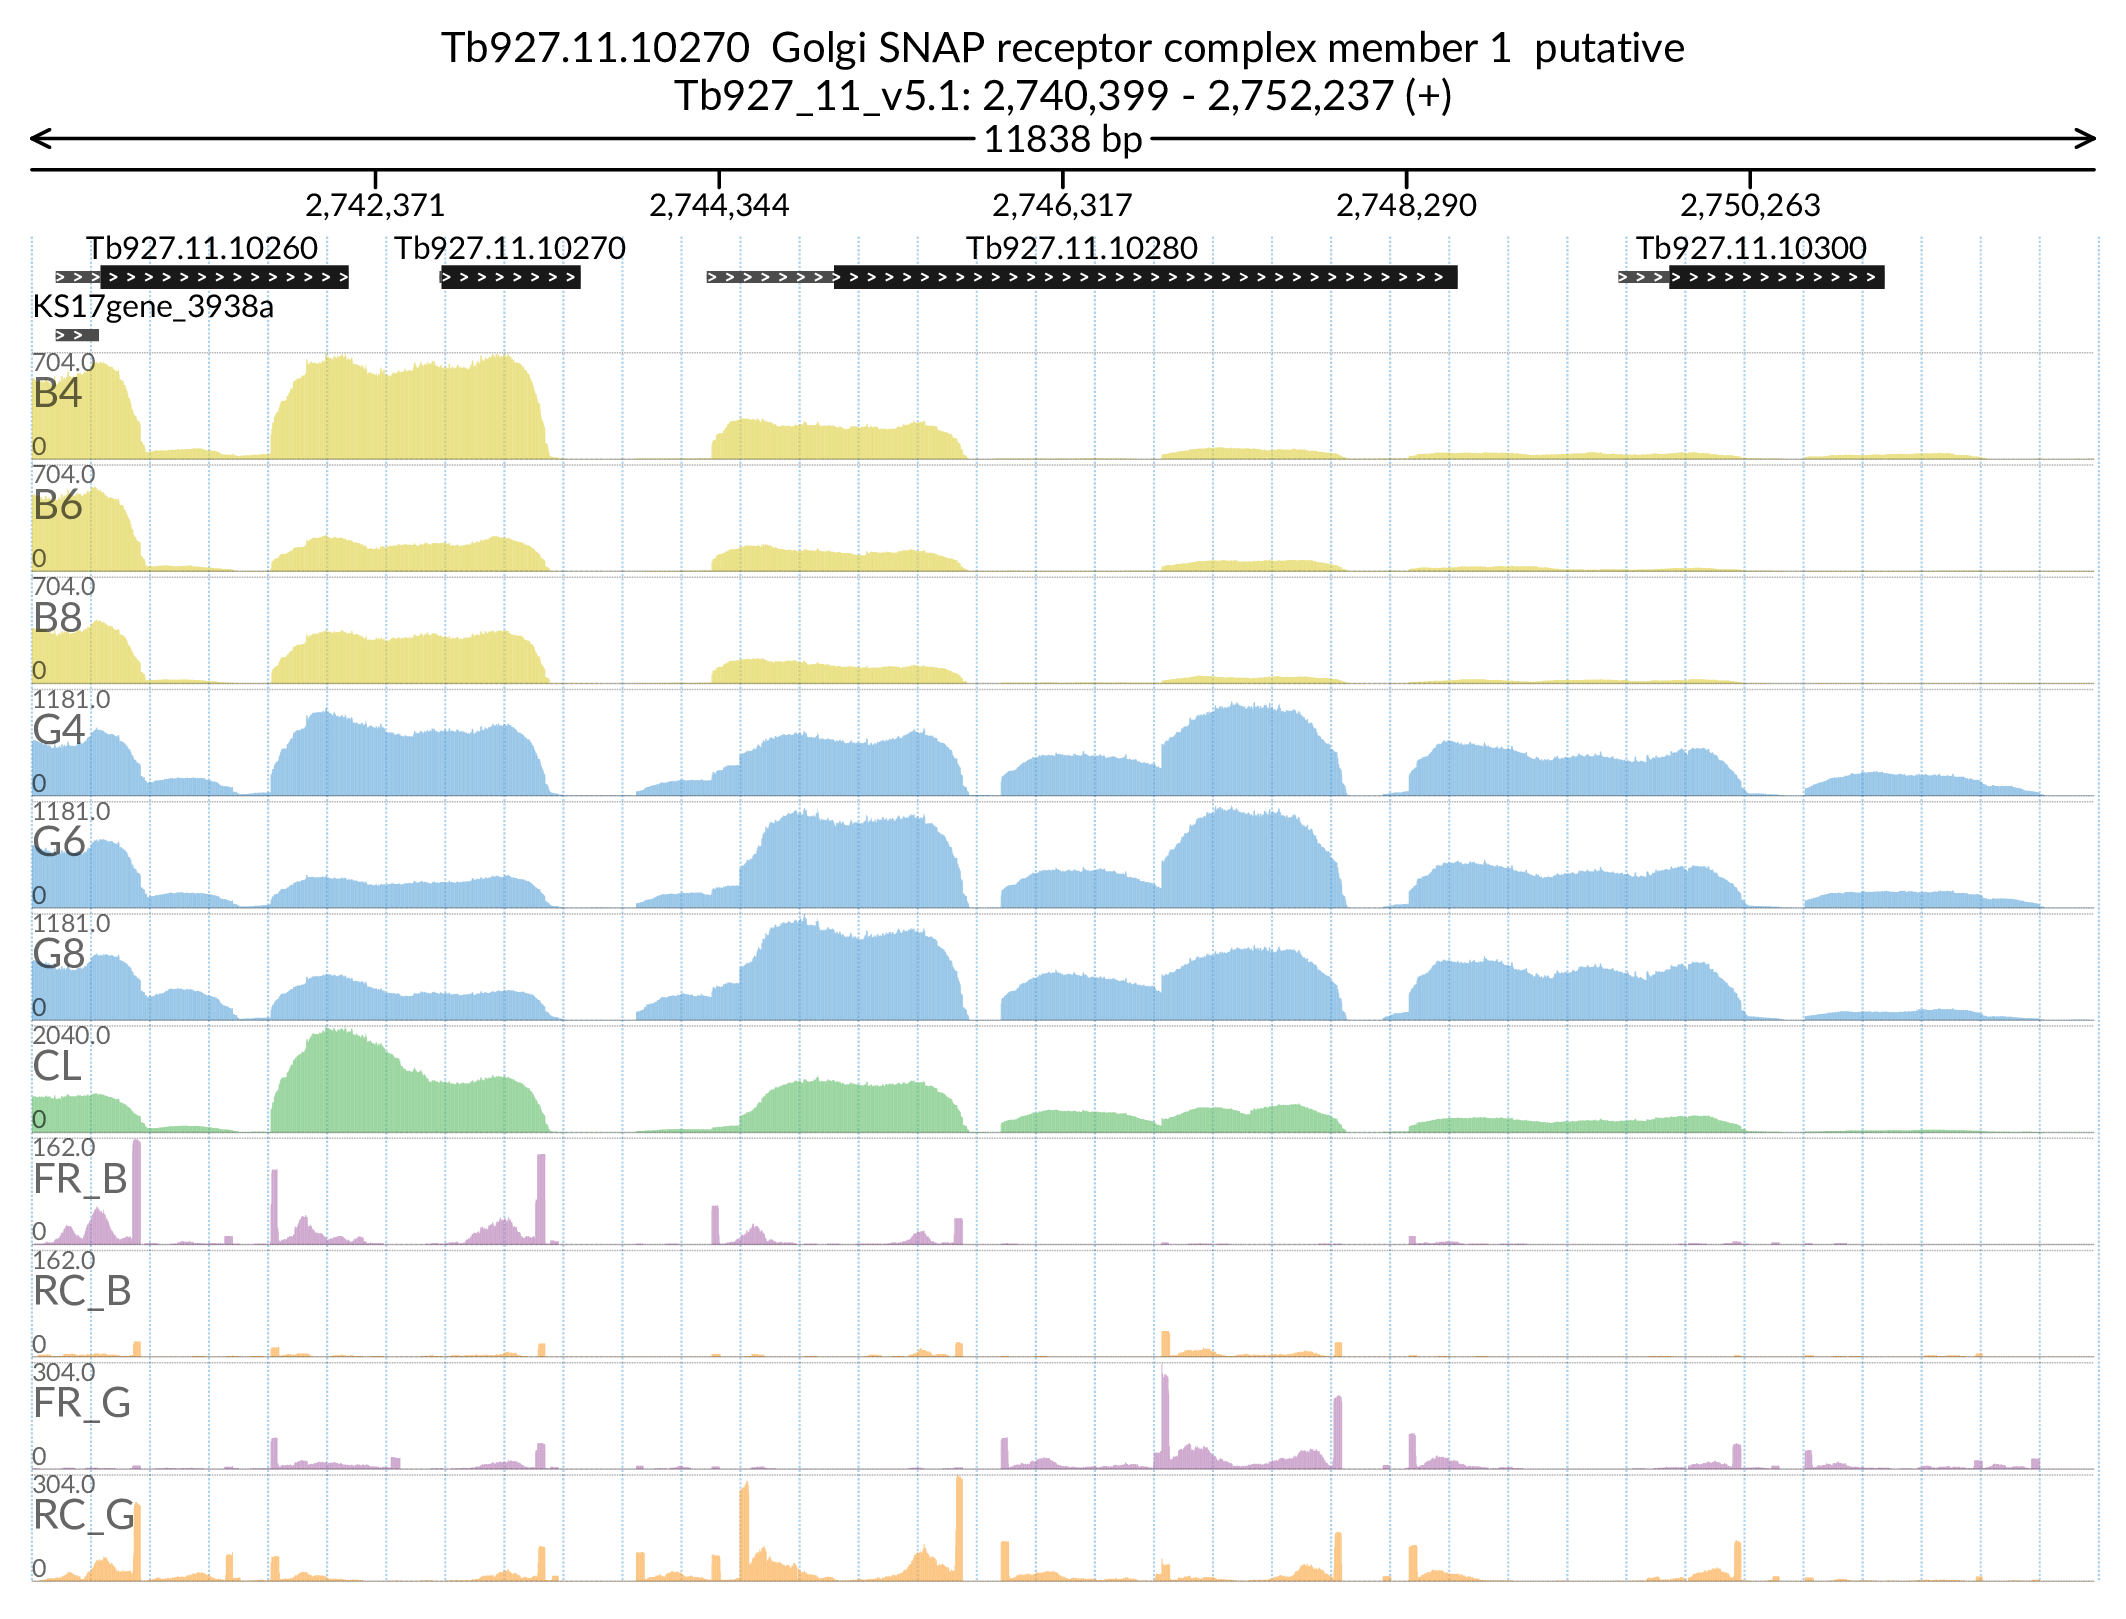 Tb927.11.10270 Golgi SNAP receptor complex member 1 putative
Tb927_11_v5.1: 2,740,399 - 2,752,237 (+)
11838 bp
2,742,371 2,744,344 2,746,317 2,748,290 2,750,263
Tb927.11.10260 Tb927.11.10270 Tb927.11.10280 Tb927.11.10300
KS17gene_3938a
704.0
B4
0
704.0
B6
0
704.0
B8
0
1181.0
G4
0
1181.0
G6
0
1181.0
G8
0
2040.0
CL
0
162.0
FR_B
0
162.0
RC_B
0
304.0
FR_G
0
304.0
RC_G
0